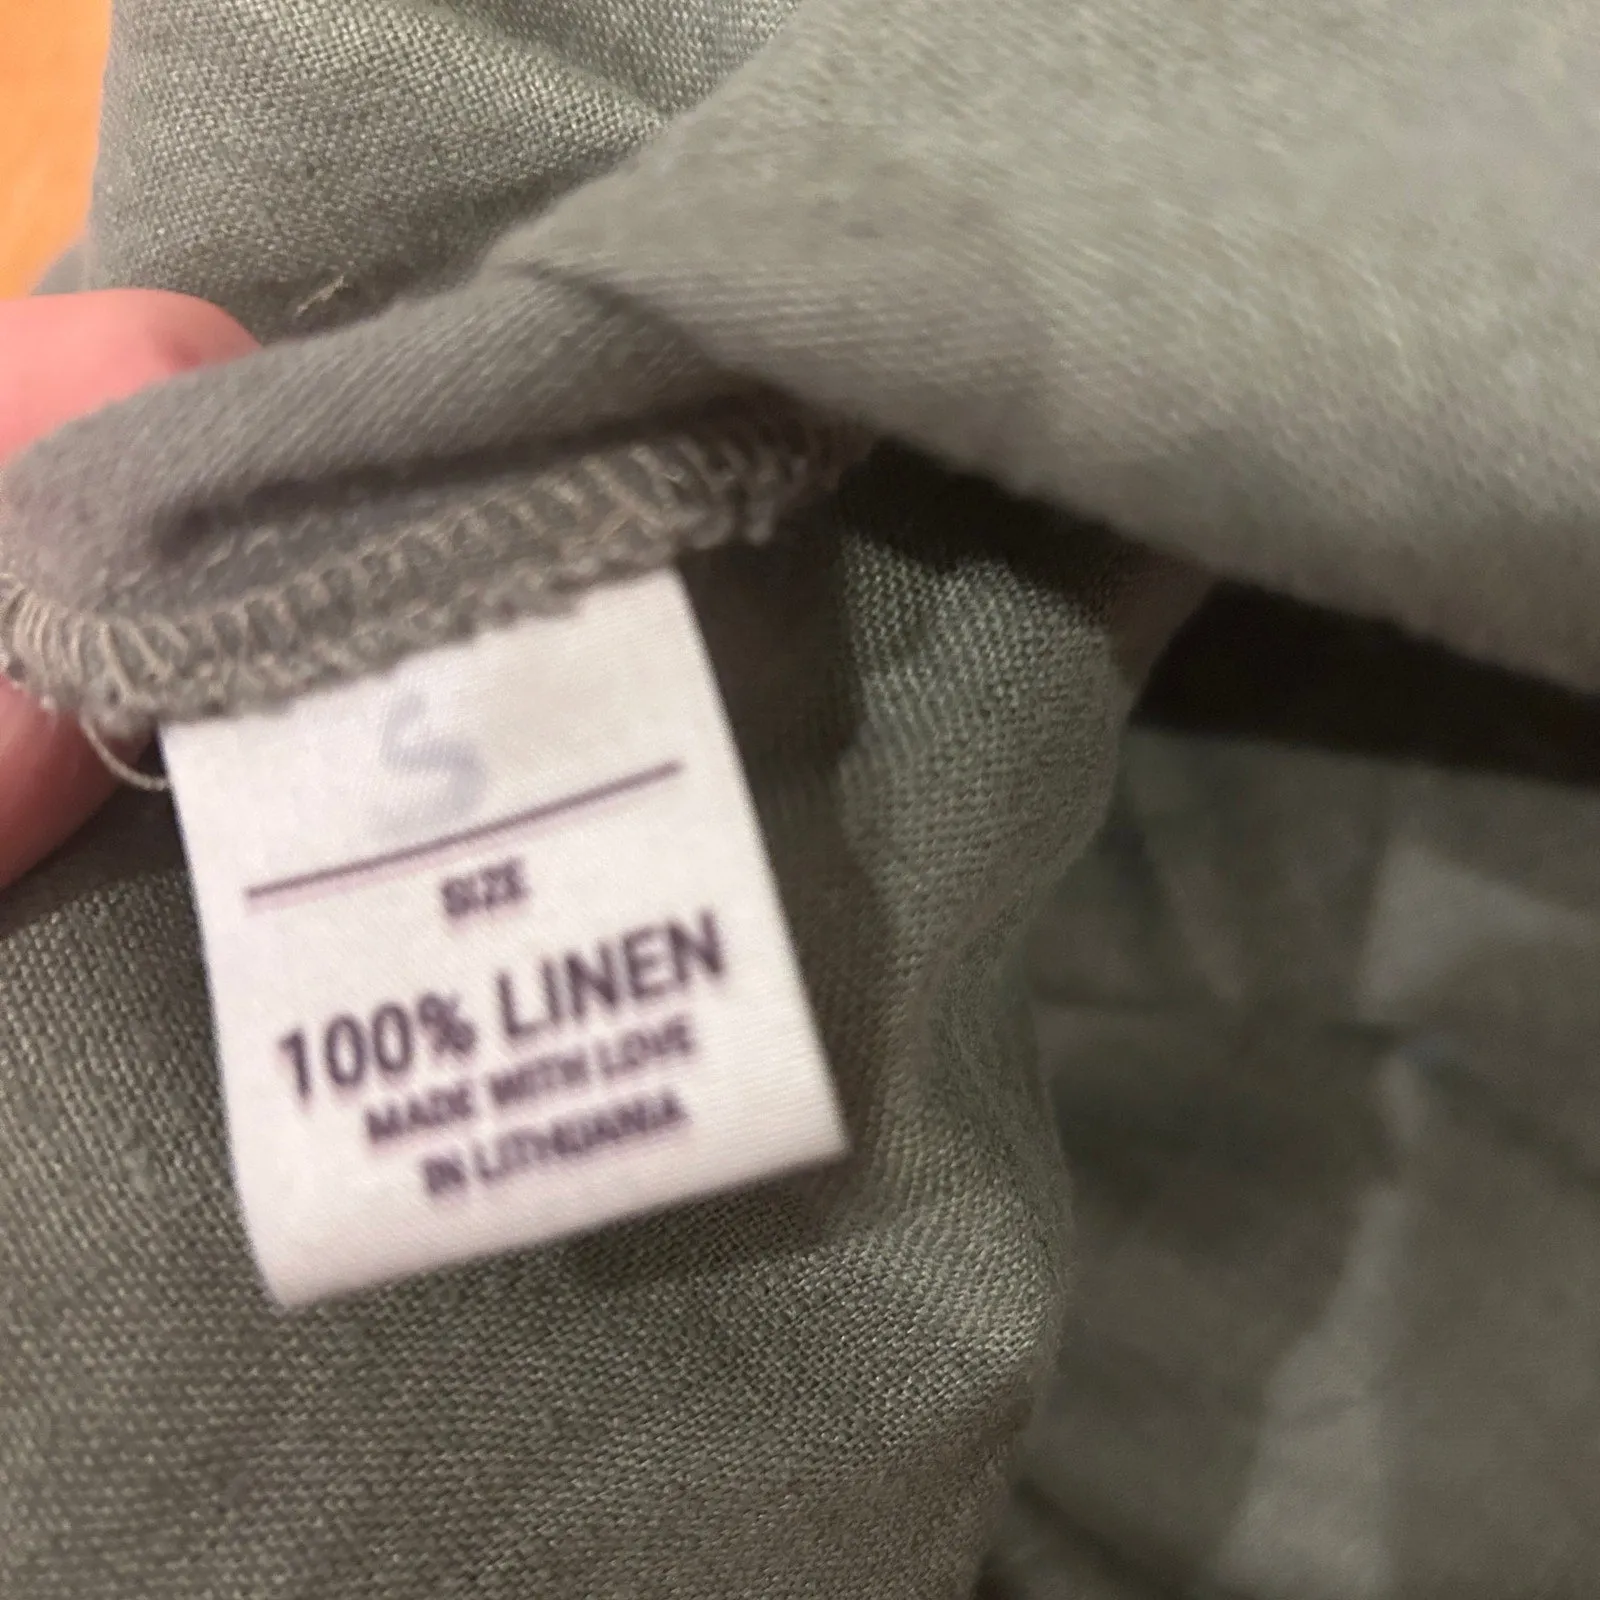 S
SIZE
100% LINEN
MADE WITH LOVE
IN LITHUANIA